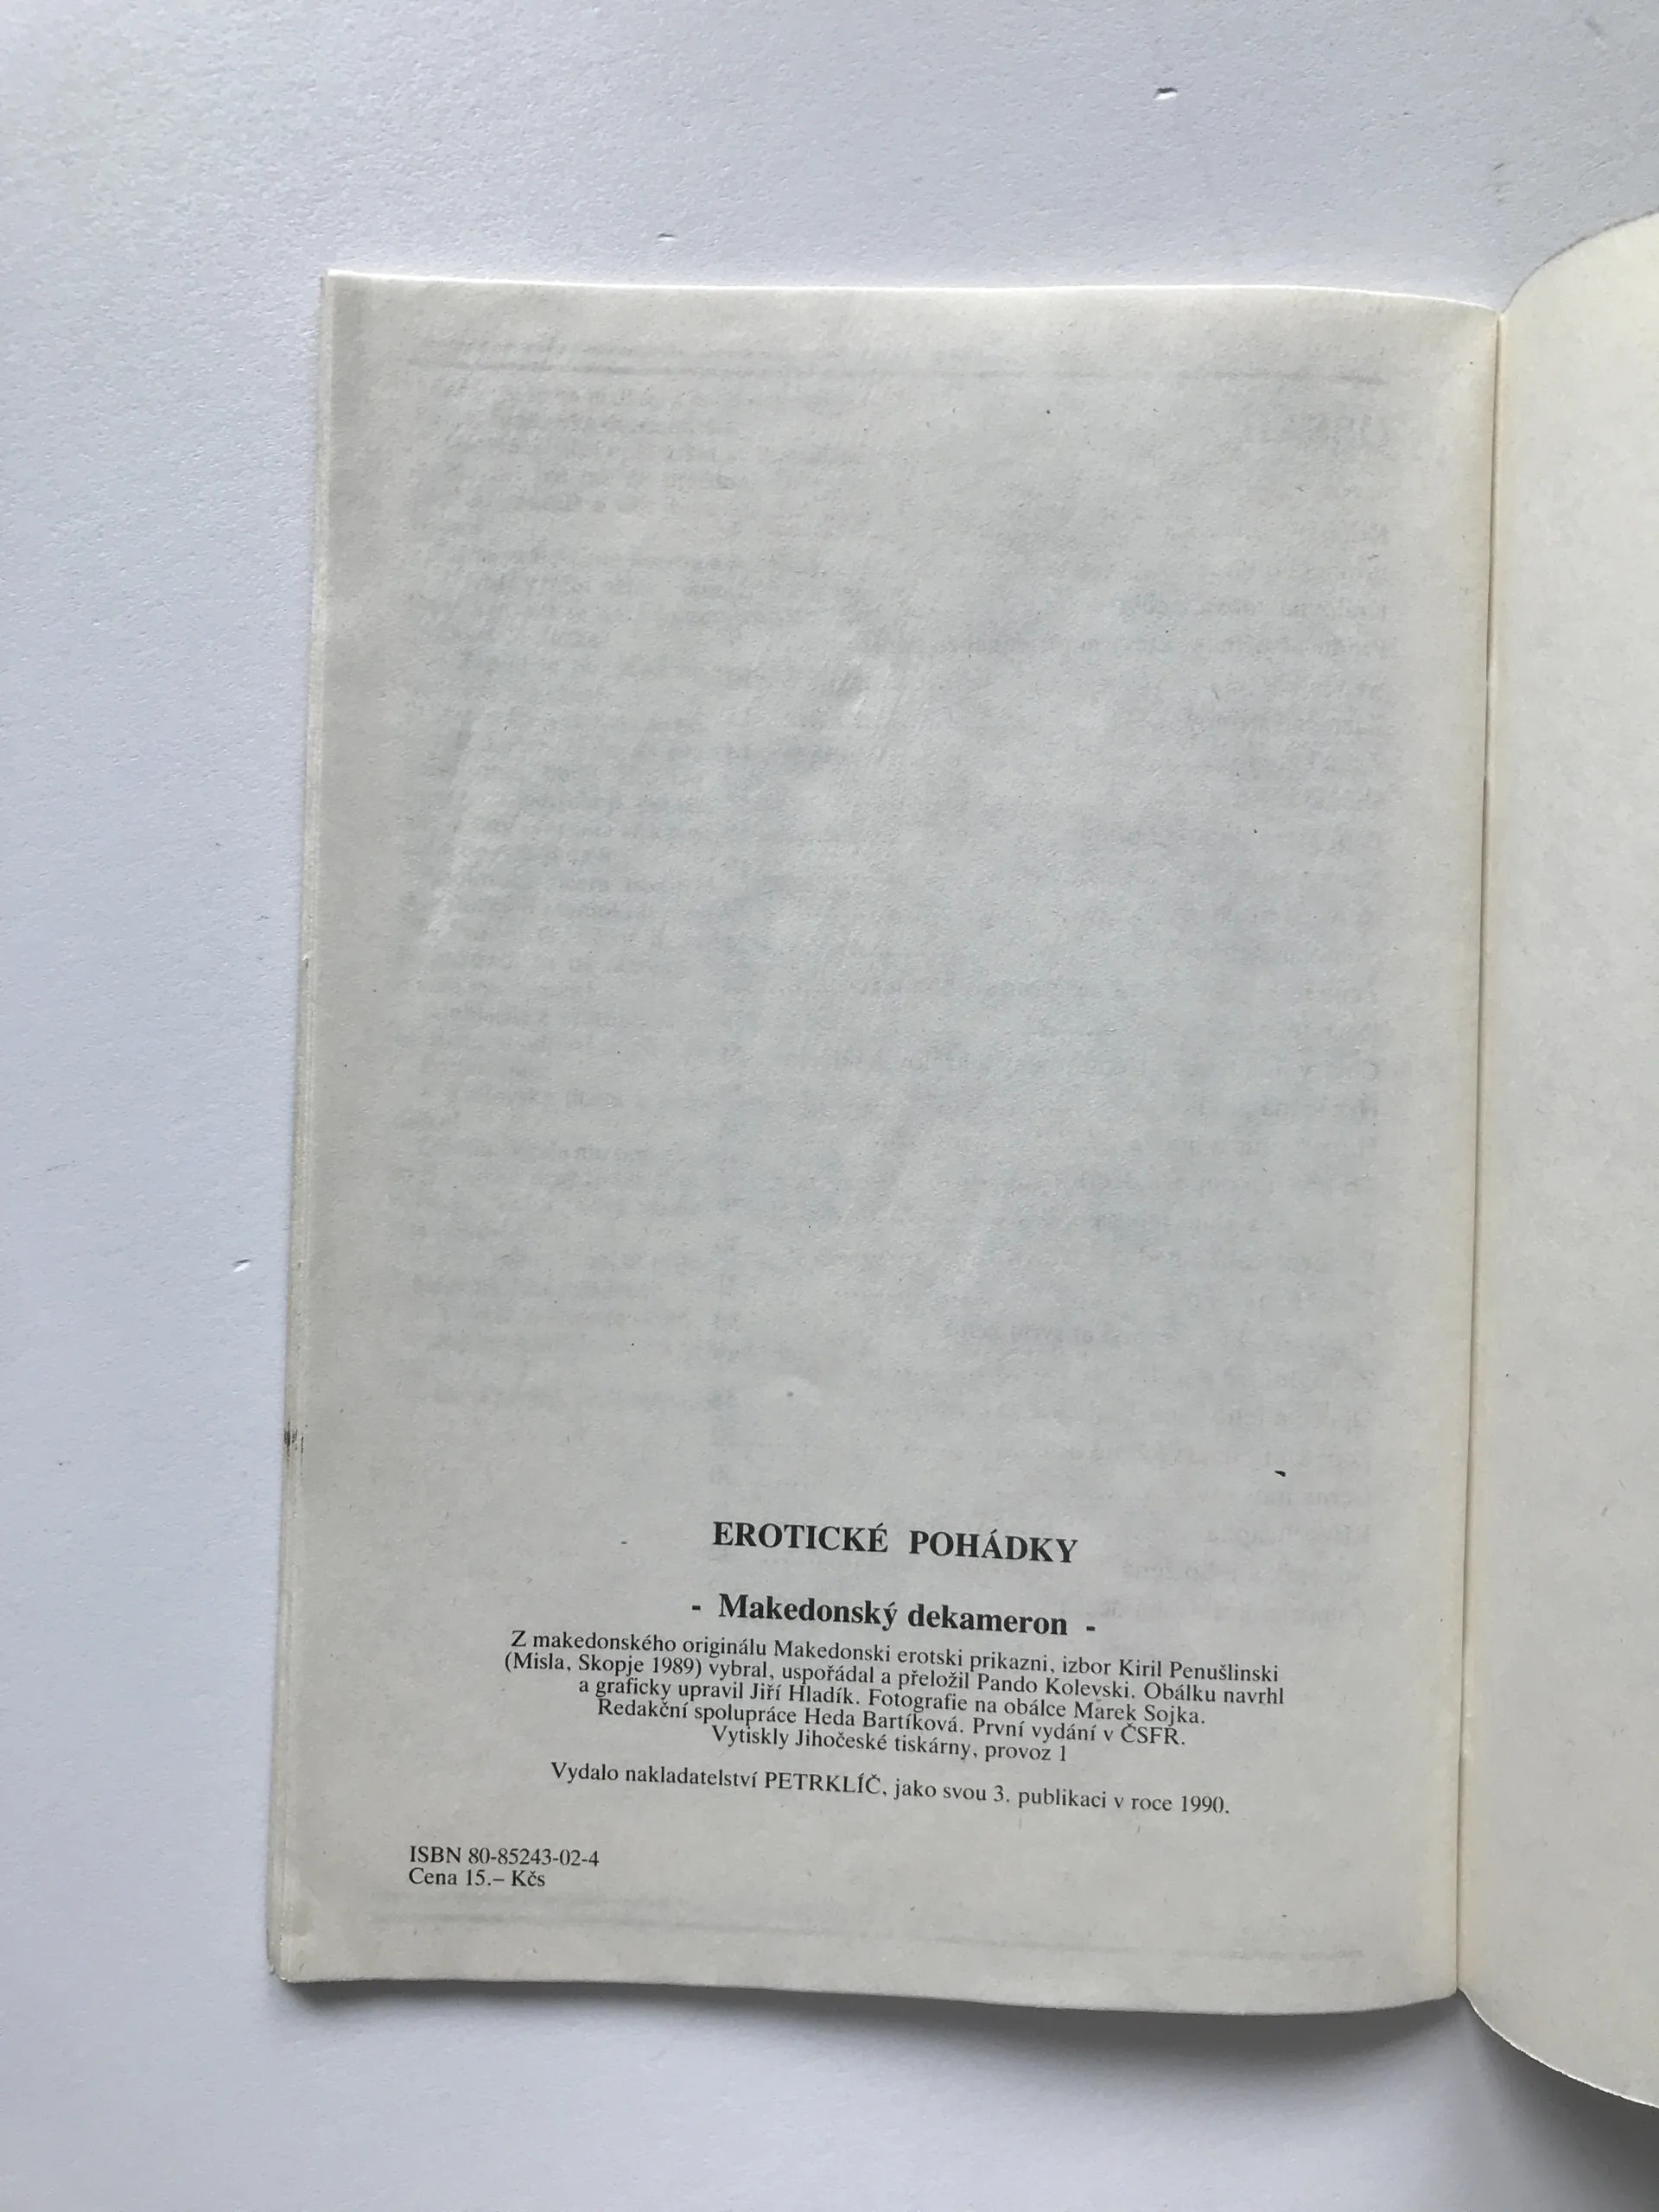 EROTICKÉ POHÁDKY
- Makedonský dekameron -
Z makedonského originálu Makedonski erotski prikazni, izbor Kiril Penušlinski
(Misla, Skopje 1989) vybral, uspořádal a přeložil Pando Kolevski. Obálku navrhl
a graficky upravil Jiří Hladík. Fotografie na obálce Marek Sojka.
Redakční spolupráce Heda Bartíková. První vydání v ČSFR.
Vytiskly Jihočeské tiskárny, provoz 1
Vydalo nakladatelství PETRKLÍČ, jako svou 3. publikaci v roce 1990.
ISBN 80-85243-02-4
Cena 15.– Kčs